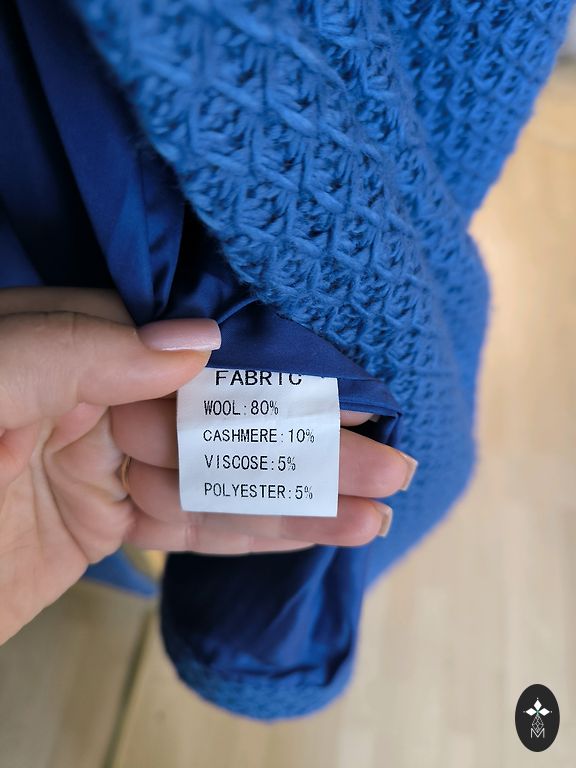 FABRIC
WOOL:80%
CASHMERE:10%
VISCOSE:5%
POLYESTER:5%
M